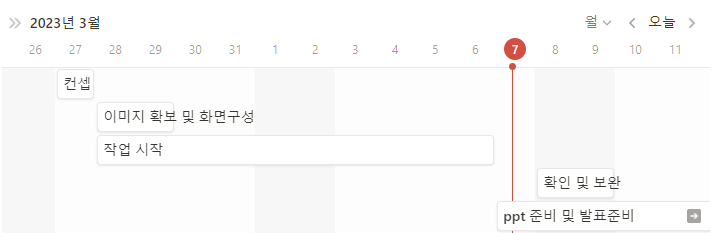 2023년 3월 월 오늘
26 27 28 29 30 31 1 2 3 4 5 6 7 8 9 10 11
컨셉
이미지 확보 및 화면구성
작업 시작
확인 및 보완
ppt 준비 및 발표준비